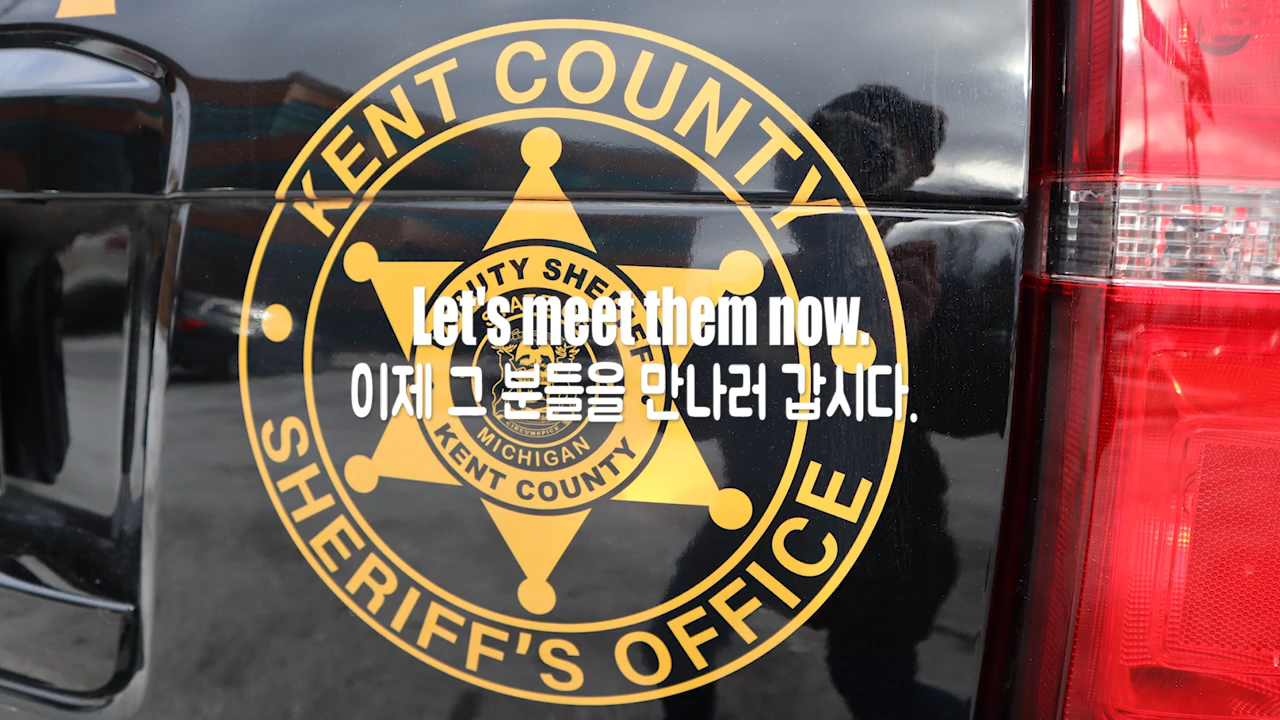 KENT COUNTY
Let's meet them now.
이제 그 분들을 만나러 갑시다.
MICHIGAN
KENT COUNTY
SHERIFF'S OFFICE